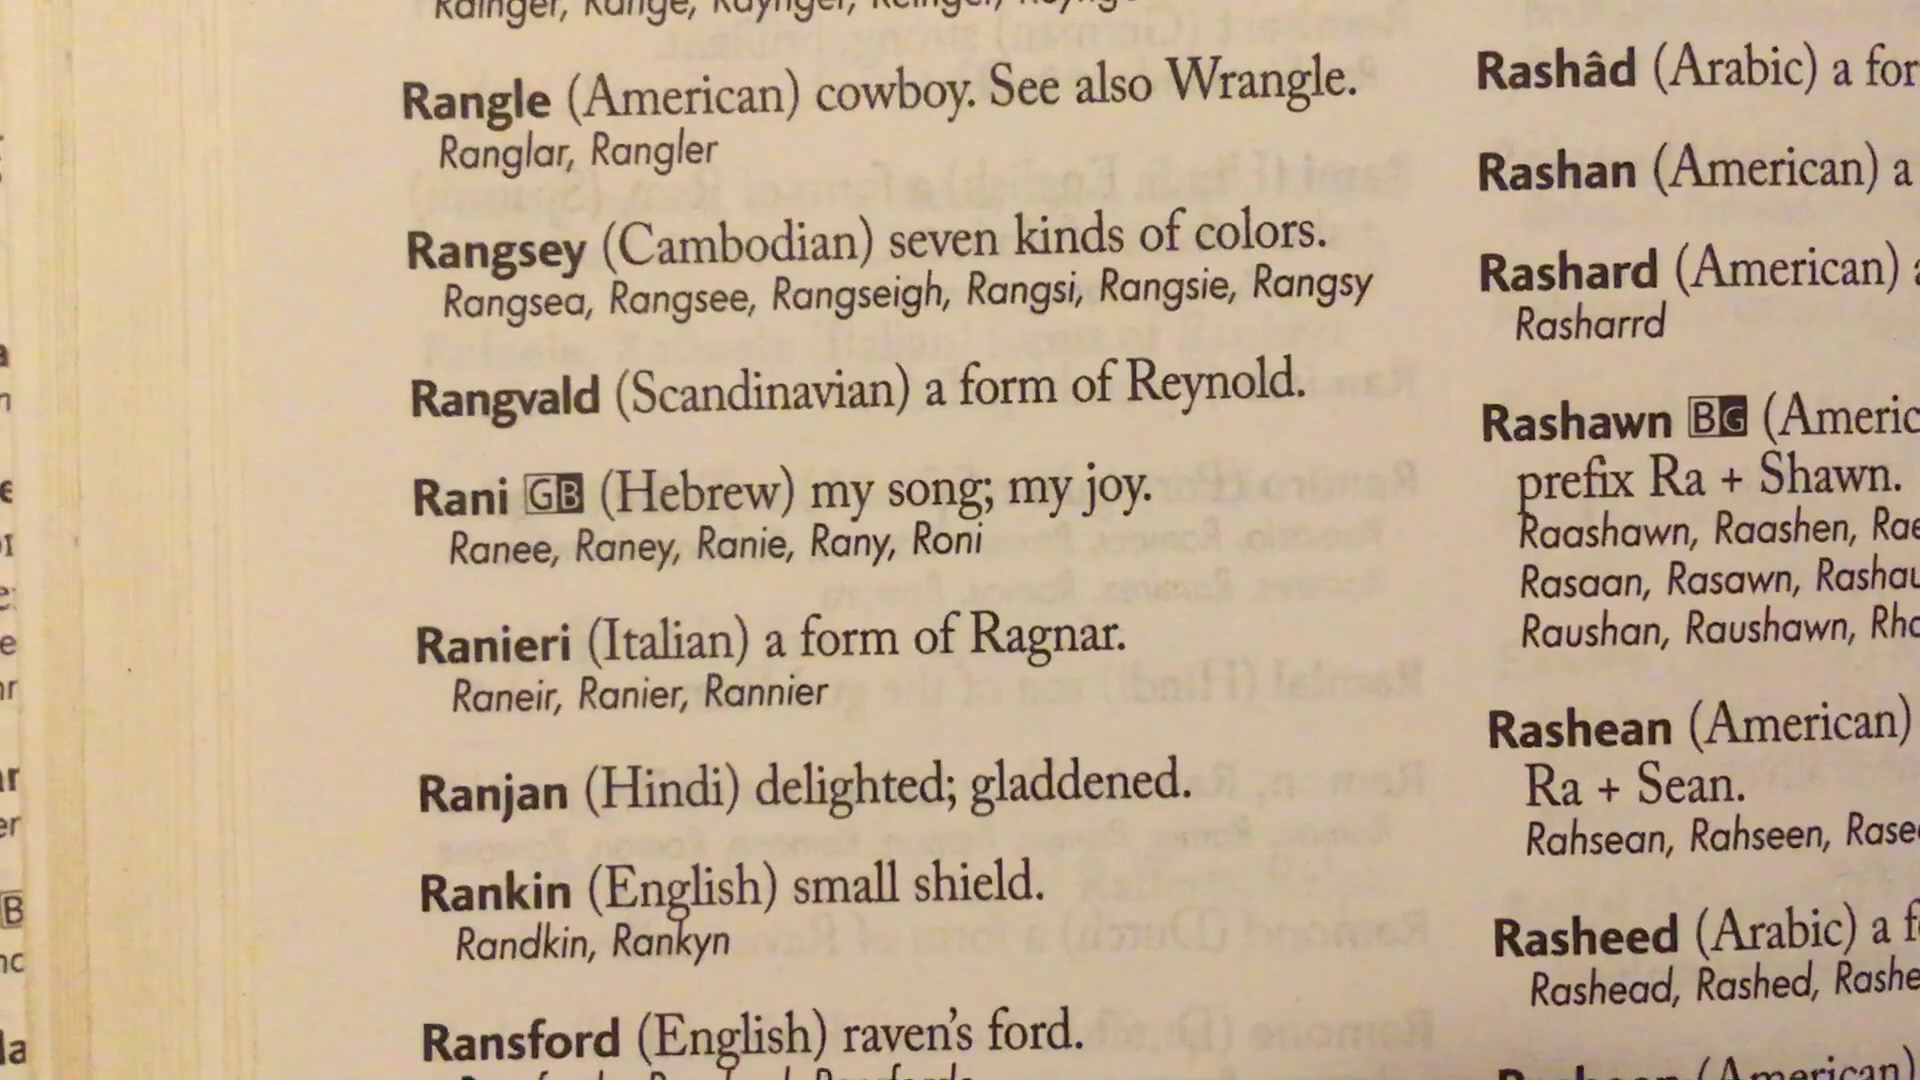 Rangle (American) cowboy. See also Wrangle.
Ranglar, Rangler
Rangsey (Cambodian) seven kinds of colors.
Rangsea, Rangsee, Rangseigh, Rangsi, Rangsie, Rangsy
Rangvald (Scandinavian) a form of Reynold.
Rani GB (Hebrew) my song; my joy.
Ranee, Raney, Ranie, Rany, Roni
Ranieri (Italian) a form of Ragnar.
Raneir, Ranier, Rannier
Ranjan (Hindi) delighted; gladdened.
Rankin (English) small shield.
Randkin, Rankyn
Ransford (English) raven's ford.
Rashâd (Arabic) a
Rashan (American) a
Rashard (American)
Rasharrd
Rashawn BG
prefix Ra + Shawn.
Raashawn, Raashen,
Rasaan, Rasawn,
Raushan, Raushawn,
Rashean (American)
Ra + Sean.
Rahsean, Rahseen,
Rasheed (Arabic) a
Rashead, Rashed,